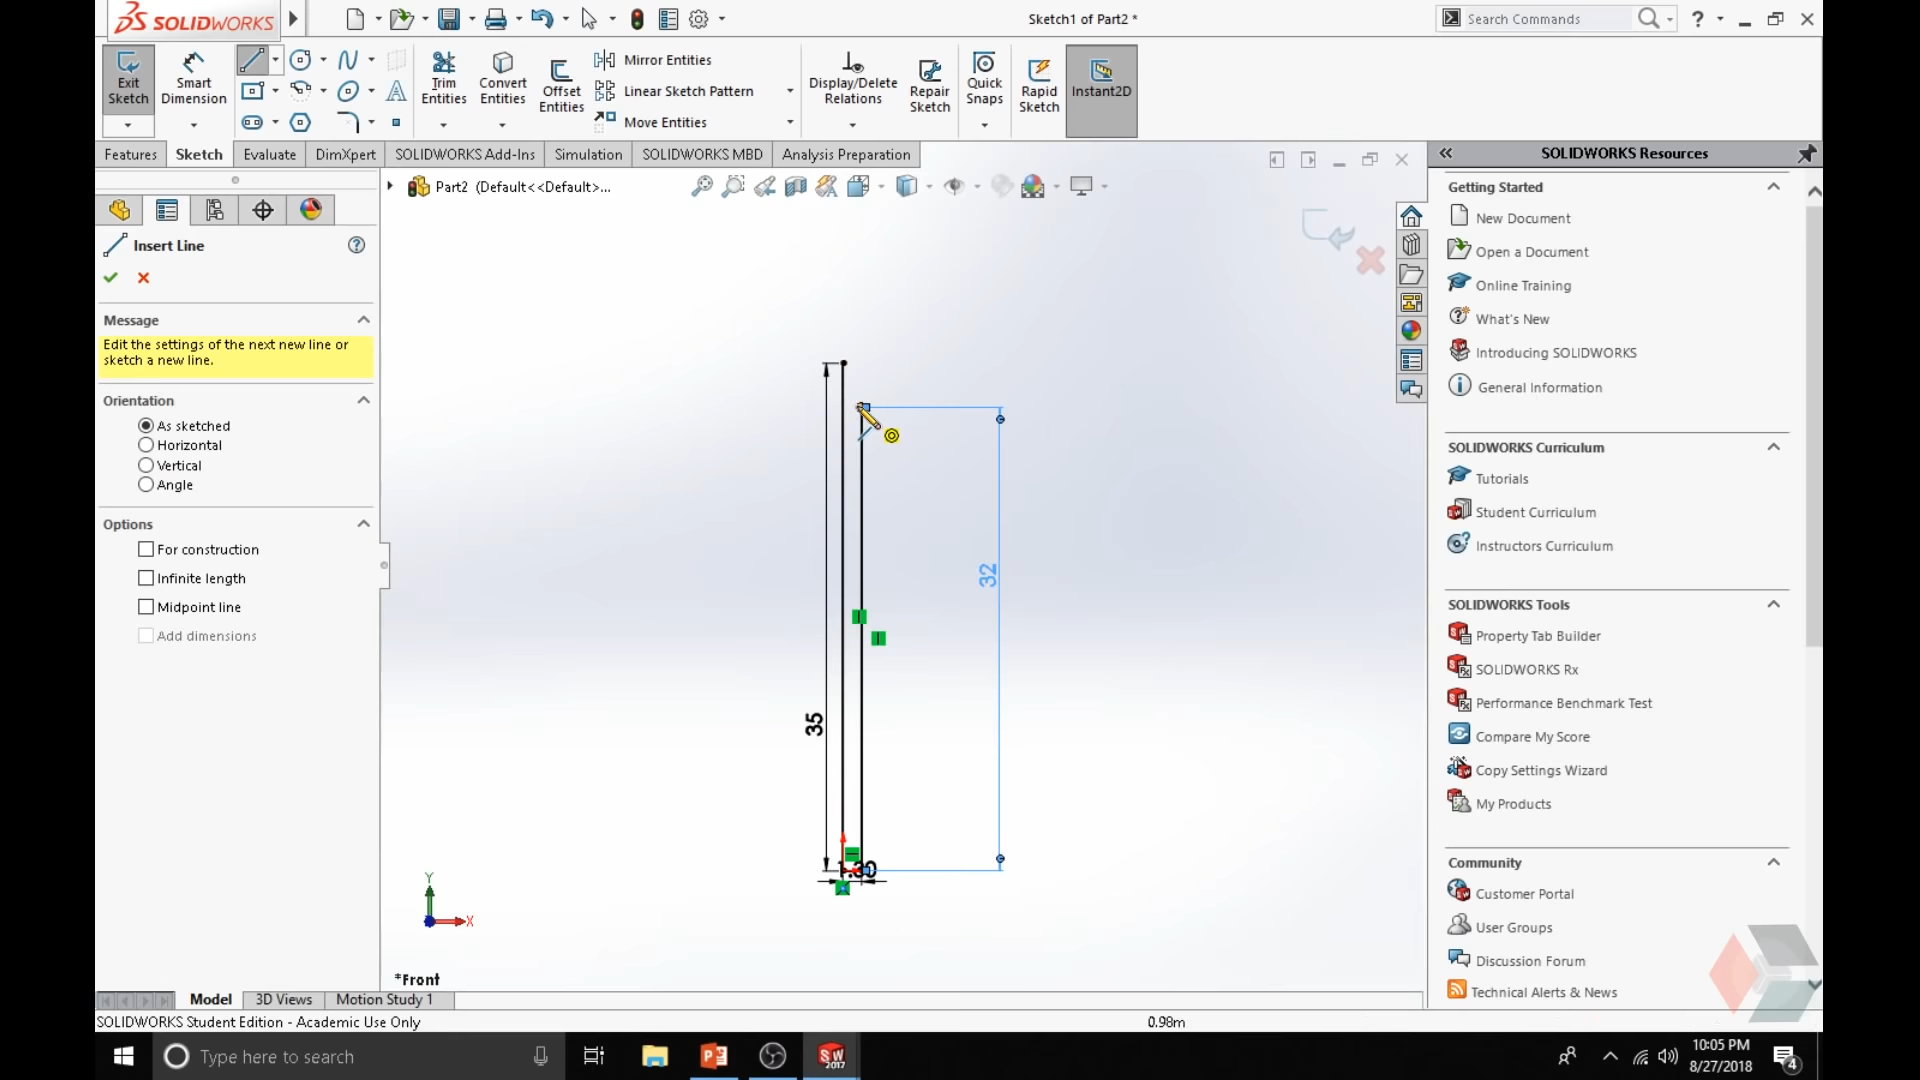 SOLIDWORKS
Sketch1 of Part2 *
Search Commands
?
Exit Sketch
Smart Dimension
Trim Entities
Convert Entities
Offset Entities
Mirror Entities
Linear Sketch Pattern
Move Entities
Display/Delete Relations
Repair Sketch
Quick Snaps
Rapid Sketch
Instant2D
Features
Sketch
Evaluate
DimXpert
SOLIDWORKS Add-Ins
Simulation
SOLIDWORKS MBD
Analysis Preparation
Part2 (Default<<Default>...
Insert Line
?
Message
Edit the settings of the next new line or
sketch a new line.
Orientation
As sketched
Horizontal
Vertical
Angle
Options
For construction
Infinite length
Midpoint line
Add dimensions
35
32
Y
X
*Front
SOLIDWORKS Resources
Getting Started
New Document
Open a Document
Online Training
What's New
Introducing SOLIDWORKS
General Information
SOLIDWORKS Curriculum
Tutorials
Student Curriculum
Instructors Curriculum
SOLIDWORKS Tools
Property Tab Builder
SOLIDWORKS Rx
Performance Benchmark Test
Compare My Score
Copy Settings Wizard
My Products
Community
Customer Portal
User Groups
Discussion Forum
Technical Alerts & News
Model
3D Views
Motion Study 1
SOLIDWORKS Student Edition - Academic Use Only
0.98m
Type here to search
SW
2017
10:05 PM
8/27/2018
4